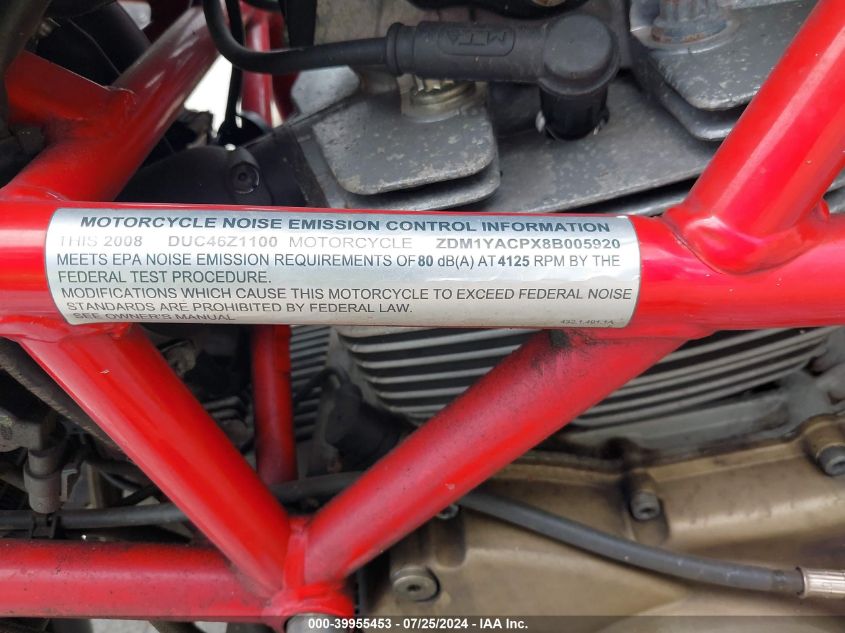 MTA
MOTORCYCLE NOISE EMISSION CONTROL INFORMATION
THIS 2008 DUC46Z1100 MOTORCYCLE ZDM1YACPX8B005920
MEETS EPA NOISE EMISSION REQUIREMENTS OF 80 dB(A) AT 4125 RPM BY THE
FEDERAL TEST PROCEDURE.
MODIFICATIONS WHICH CAUSE THIS MOTORCYCLE TO EXCEED FEDERAL NOISE
STANDARDS ARE PROHIBITED BY FEDERAL LAW.
SEE OWNER'S MANUAL
000-39955453 - 07/25/2024 - IAA Inc.